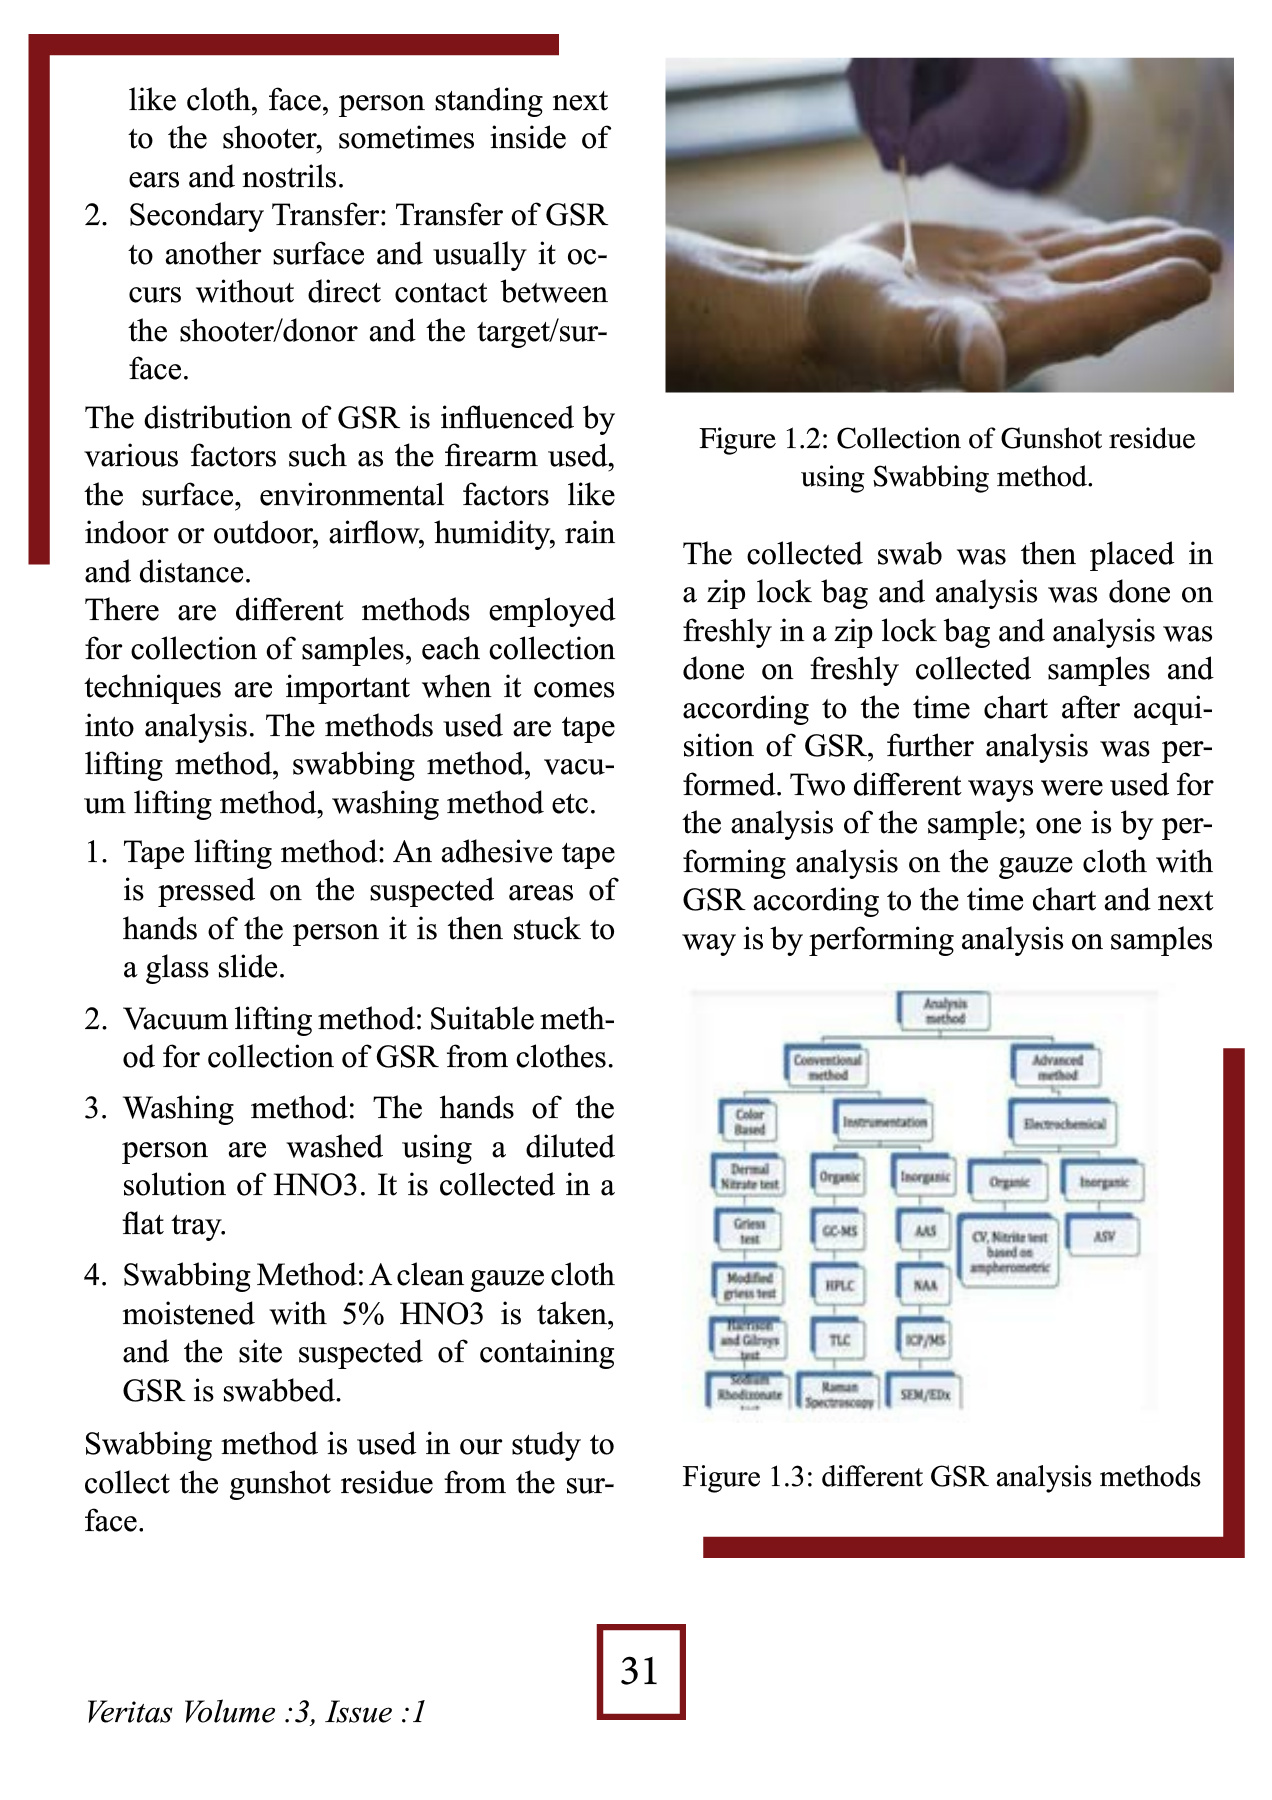 like cloth, face, person standing next
to the shooter, sometimes inside of
ears and nostrils.
2. Secondary Transfer: Transfer of GSR
to another surface and usually it oc-
curs without direct contact between
the shooter/donor and the target/sur-
face.
The distribution of GSR is influenced by
various factors such as the firearm used,
the surface, environmental factors like
indoor or outdoor, airflow, humidity, rain
and distance.
There are different methods employed
for collection of samples, each collection
techniques are important when it comes
into analysis. The methods used are tape
lifting method, swabbing method, vacu-
um lifting method, washing method etc.
1. Tape lifting method: An adhesive tape
is pressed on the suspected areas of
hands of the person it is then stuck to
a glass slide.
2. Vacuum lifting method: Suitable meth-
od for collection of GSR from clothes.
3. Washing method: The hands of the
person are washed using a diluted
solution of HNO3. It is collected in a
flat tray.
4. Swabbing Method: A clean gauze cloth
moistened with 5% HNO3 is taken,
and the site suspected of containing
GSR is swabbed.
Swabbing method is used in our study to
collect the gunshot residue from the sur-
face.
Figure 1.2: Collection of Gunshot residue
using Swabbing method.
The collected swab was then placed in
a zip lock bag and analysis was done on
freshly in a zip lock bag and analysis was
done on freshly collected samples and
according to the time chart after acqui-
sition of GSR, further analysis was per-
formed. Two different ways were used for
the analysis of the sample; one is by per-
forming analysis on the gauze cloth with
GSR according to the time chart and next
way is by performing analysis on samples
Analysis
method
Conventional
method
Advanced
method
Color
Based
Instrumentation
Electrochemical
Dermal
Nitrate test
Organic
Inorganic
Organic
Inorganic
Griess
test
GC-MS
AAS
CV, Nitrite test
based on
ampherometric
ASV
Modified
griess test
HPLC
NAA
Harrison
and Gilroys
test
TLC
ICP/MS
Sodium
Rhodizonate
Raman
Spectroscopy
SEM/EDx
Figure 1.3: different GSR analysis methods
31
Veritas Volume :3, Issue :1